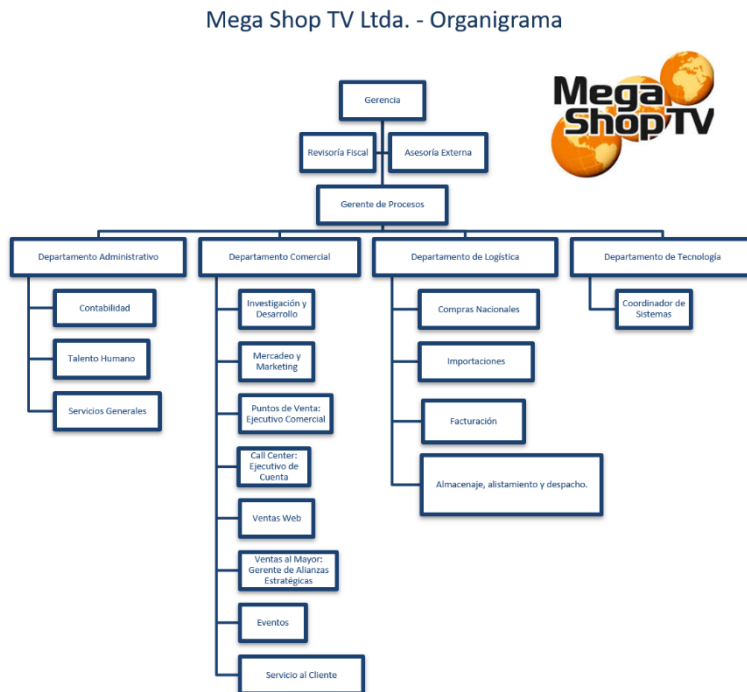 Mega Shop TV Ltda. - Organigrama
Mega
Shop TV
Gerencia
Revisoría Fiscal
Asesoría Externa
Gerente de Procesos
Departamento Administrativo
Departamento Comercial
Departamento de Logística
Departamento de Tecnología
Contabilidad
Talento Humano
Servicios Generales
Investigación y
Desarrollo
Mercadeo y
Marketing
Puntos de Venta:
Ejecutivo Comercial
Call Center:
Ejecutivo de
Cuenta
Ventas Web
Ventas al Mayor:
Gerente de Alianzas
Estratégicas
Eventos
Servicio al Cliente
Compras Nacionales
Importaciones
Facturación
Almacenaje, alistamiento y despacho.
Coordinador de
Sistemas